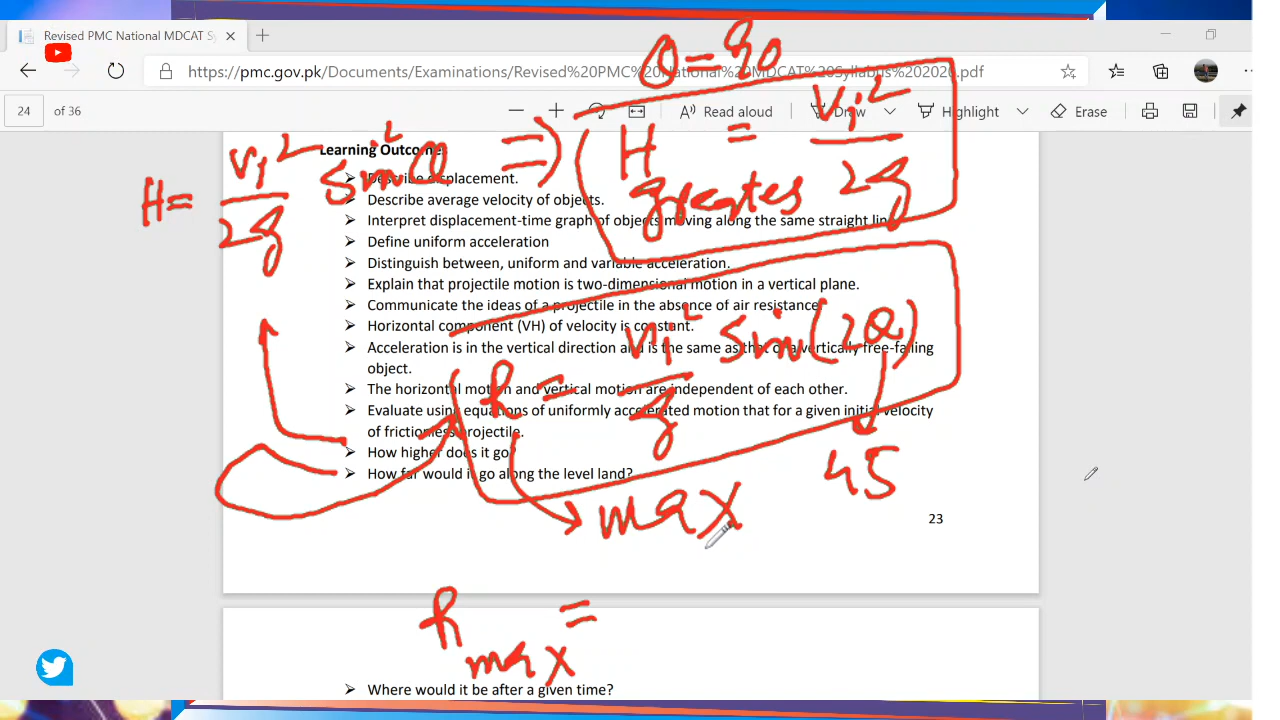 Revised PMC National MDCAT Sy
https://pmc.gov.pk/Documents/Examinations/Revised%20PMC%20National%20MDCAT%20Syllabus%202020.pdf
24 of 36
Read aloud
Draw
Highlight
Erase
θ = 90
H = Vi² / 2g sin²θ ⇒) H greates = Vi² / 2g
Learning Outcome
Describe displacement.
Describe average velocity of objects.
Interpret displacement-time graph of objects moving along the same straight line
Define uniform acceleration
Distinguish between, uniform and variable acceleration.
Explain that projectile motion is two-dimensional motion in a vertical plane.
Communicate the ideas of a projectile in the absence of air resistance.
Horizontal component (VH) of velocity is constant.
Acceleration is in the vertical direction and is the same as that of a vertically free-falling
object.
The horizontal motion and vertical motion are independent of each other.
Evaluate using equations of uniformly accelerated motion that for a given initial velocity
of frictionless projectile.
How higher does it go?
How far would it go along the level land?
R = Vi² / g sin(2θ)
45
max
23
R max =
Where would it be after a given time?